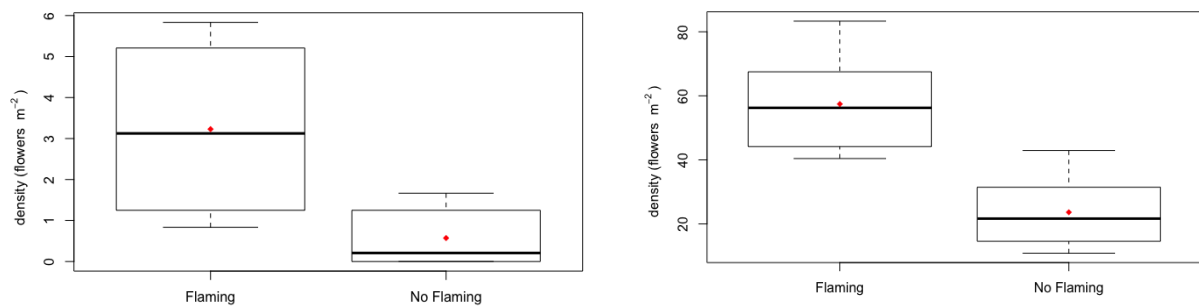 density (flowers m⁻²)
6
5
4
3
2
1
0
Flaming No Flaming
density (flowers m⁻²)
80
60
40
20
Flaming No Flaming